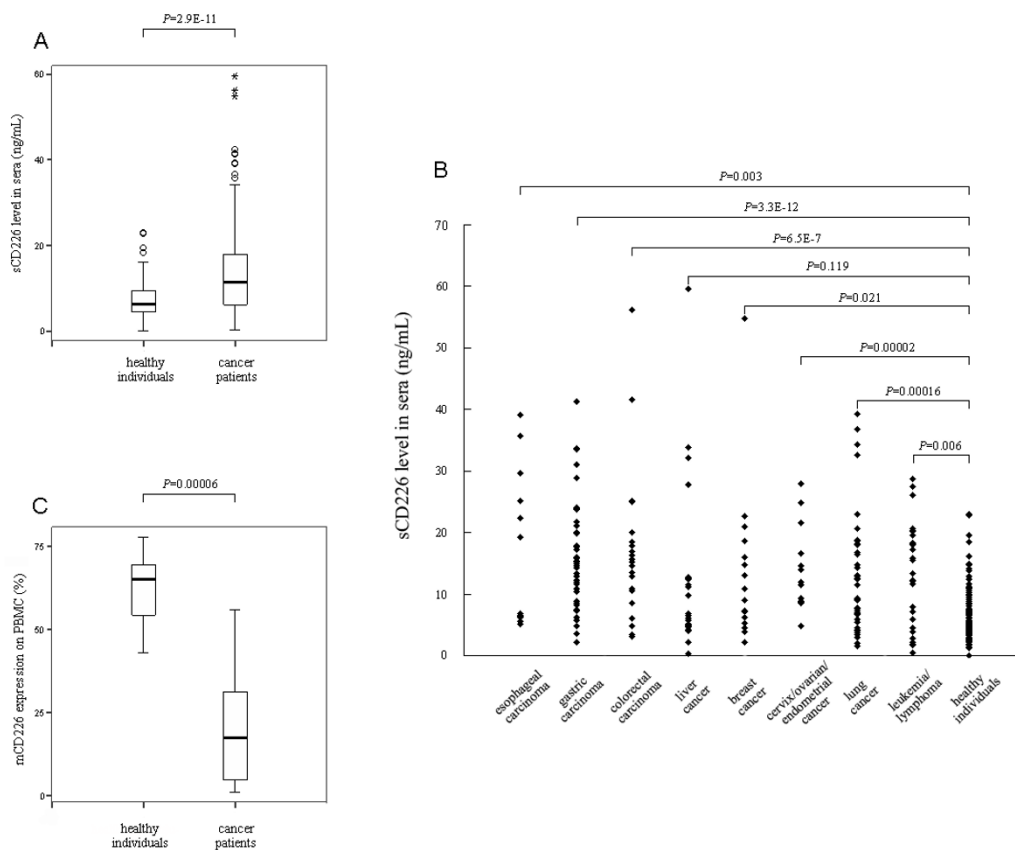 A
P=2.9E-11
sCD226 level in sera (ng/mL)
60
40
20
0
healthy
individuals
cancer
patients
B
P=0.003
P=3.3E-12
P=6.5E-7
P=0.119
P=0.021
P=0.00002
P=0.00016
P=0.006
sCD226 level in sera (ng/mL)
70
60
50
40
30
20
10
0
esophageal
carcinoma
gastric
carcinoma
colorectal
carcinoma
liver
cancer
breast
cancer
cervix/ovarian/
endometrial
cancer
lung
cancer
leukemia/
lymphoma
healthy
individuals
C
P=0.00006
mCD226 expression on PBMC (%)
75
50
25
0
healthy
individuals
cancer
patients